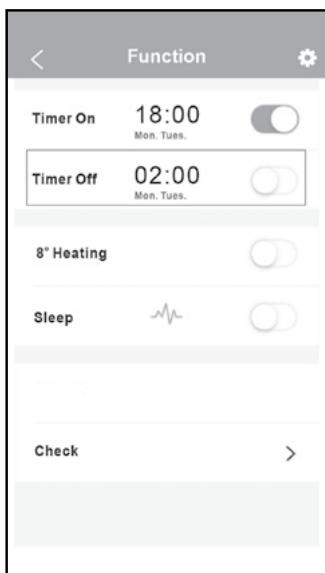 Function
Timer On 18:00
Mon. Tues.
Timer Off 02:00
Mon. Tues.
8° Heating
Sleep
Check